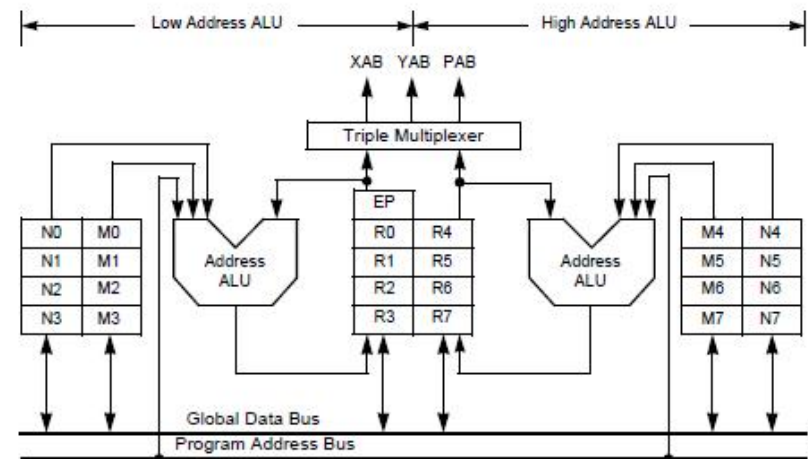 Low Address ALU High Address ALU
XAB YAB PAB
Triple Multiplexer
EP
N0 M0 R0 R4 M4 N4
Address ALU Address ALU
N1 M1 R1 R5 M5 N5
N2 M2 R2 R6 M6 N6
N3 M3 R3 R7 M7 N7
Global Data Bus
Program Address Bus